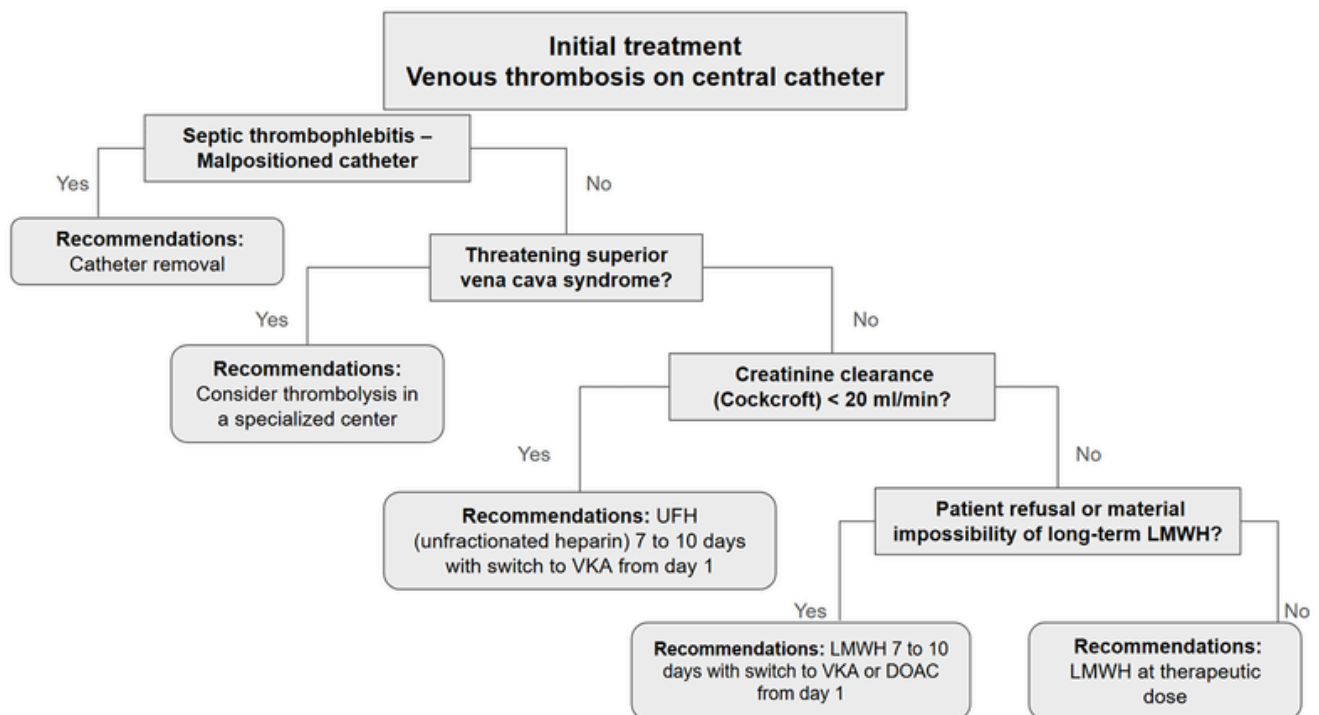 Initial treatment
Venous thrombosis on central catheter
Septic thrombophlebitis –
Malpositioned catheter
Yes
No
Recommendations:
Catheter removal
Threatening superior
vena cava syndrome?
Yes
No
Recommendations:
Consider thrombolysis in
a specialized center
Creatinine clearance
(Cockcroft) < 20 ml/min?
Yes
No
Recommendations: UFH
(unfractionated heparin) 7 to 10 days
with switch to VKA from day 1
Patient refusal or material
impossibility of long-term LMWH?
Yes
No
Recommendations: LMWH 7 to 10
days with switch to VKA or DOAC
from day 1
Recommendations:
LMWH at therapeutic
dose